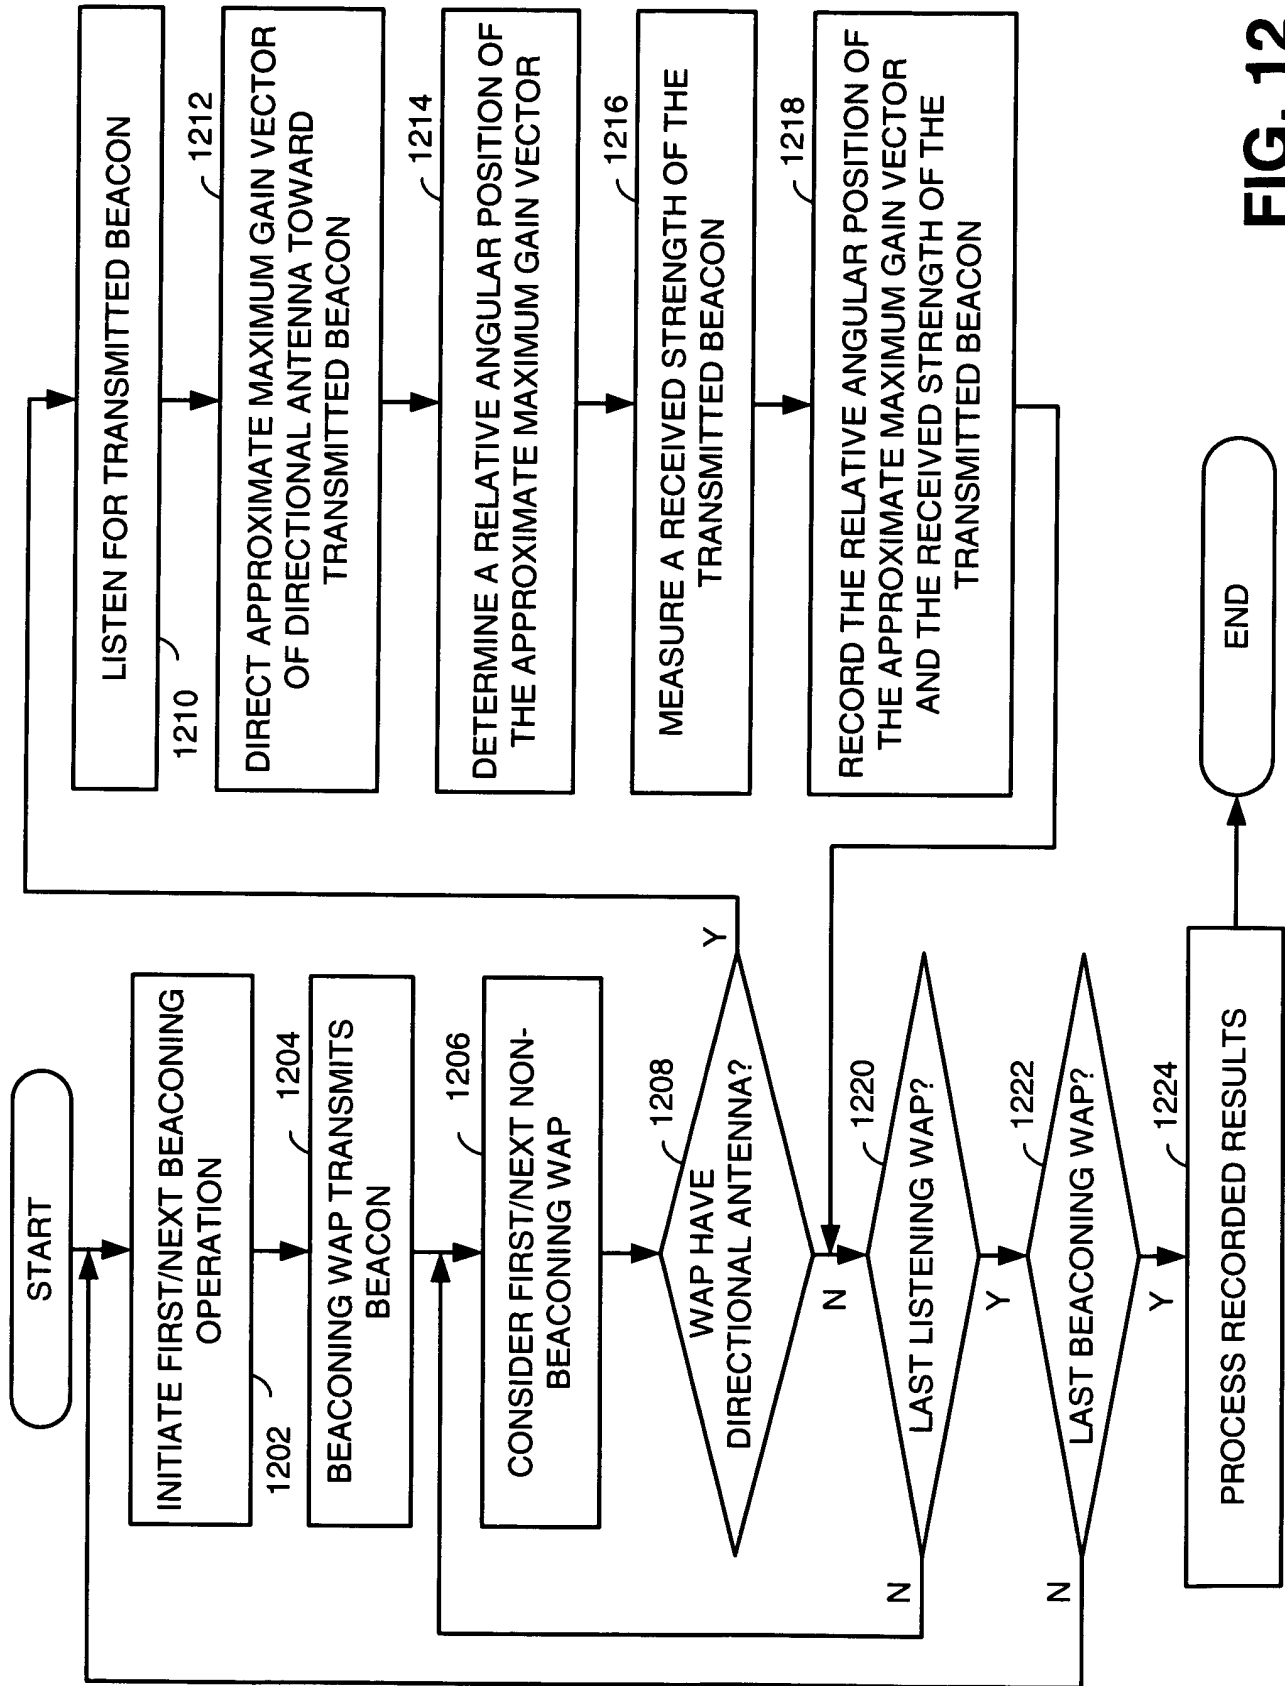 START
INITIATE FIRST/NEXT BEACONING
OPERATION
1202
BEACONING WAP TRANSMITS
BEACON
1204
CONSIDER FIRST/NEXT NON-
BEACONING WAP
1206
WAP HAVE
DIRECTIONAL ANTENNA?
1208
Y
N
LAST LISTENING WAP?
1220
N
Y
LAST BEACONING WAP?
1222
N
Y
PROCESS RECORDED RESULTS
1224
END
LISTEN FOR TRANSMITTED BEACON
1210
DIRECT APPROXIMATE MAXIMUM GAIN VECTOR
OF DIRECTIONAL ANTENNA TOWARD
TRANSMITTED BEACON
1212
DETERMINE A RELATIVE ANGULAR POSITION OF
THE APPROXIMATE MAXIMUM GAIN VECTOR
1214
MEASURE A RECEIVED STRENGTH OF THE
TRANSMITTED BEACON
1216
RECORD THE RELATIVE ANGULAR POSITION OF
THE APPROXIMATE MAXIMUM GAIN VECTOR
AND THE RECEIVED STRENGTH OF THE
TRANSMITTED BEACON
1218
FIG. 12